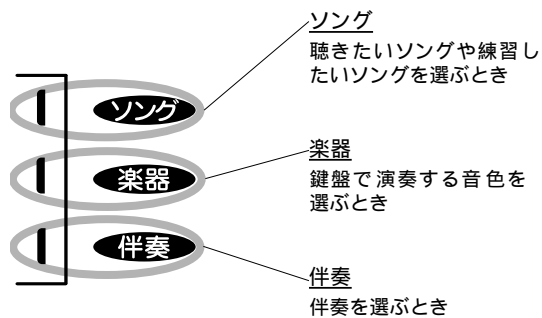 ソング
聴きたいソングや練習し
たいソングを選ぶとき
ソング
楽器
楽器
鍵盤で演奏する音色を
選ぶとき
伴奏
伴奏
伴奏を選ぶとき